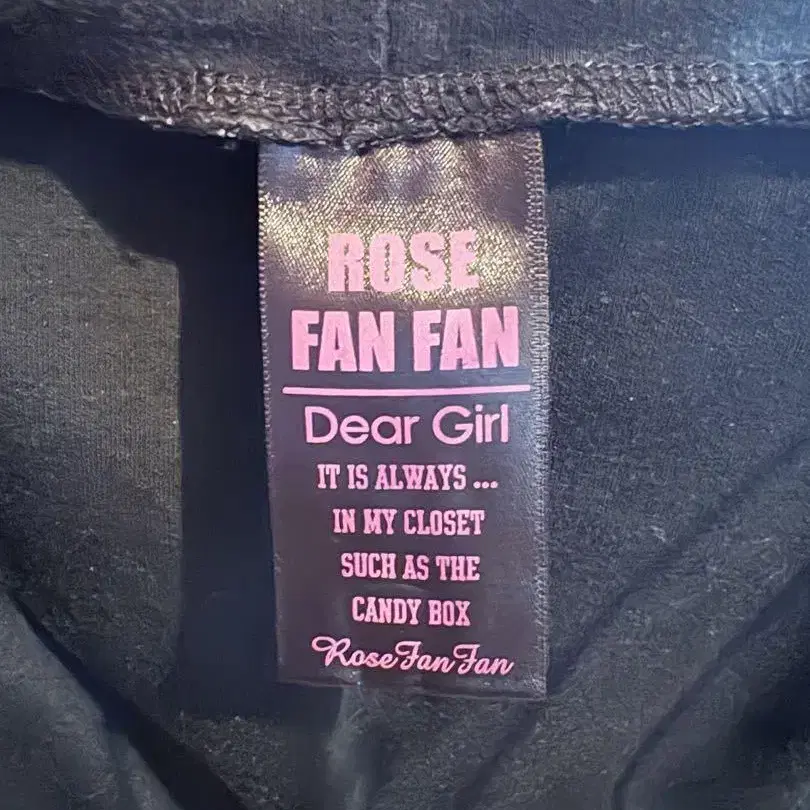 ROSE
FAN FAN
Dear Girl
IT IS ALWAYS ...
IN MY CLOSET
SUCH AS THE
CANDY BOX
RoseFanFan